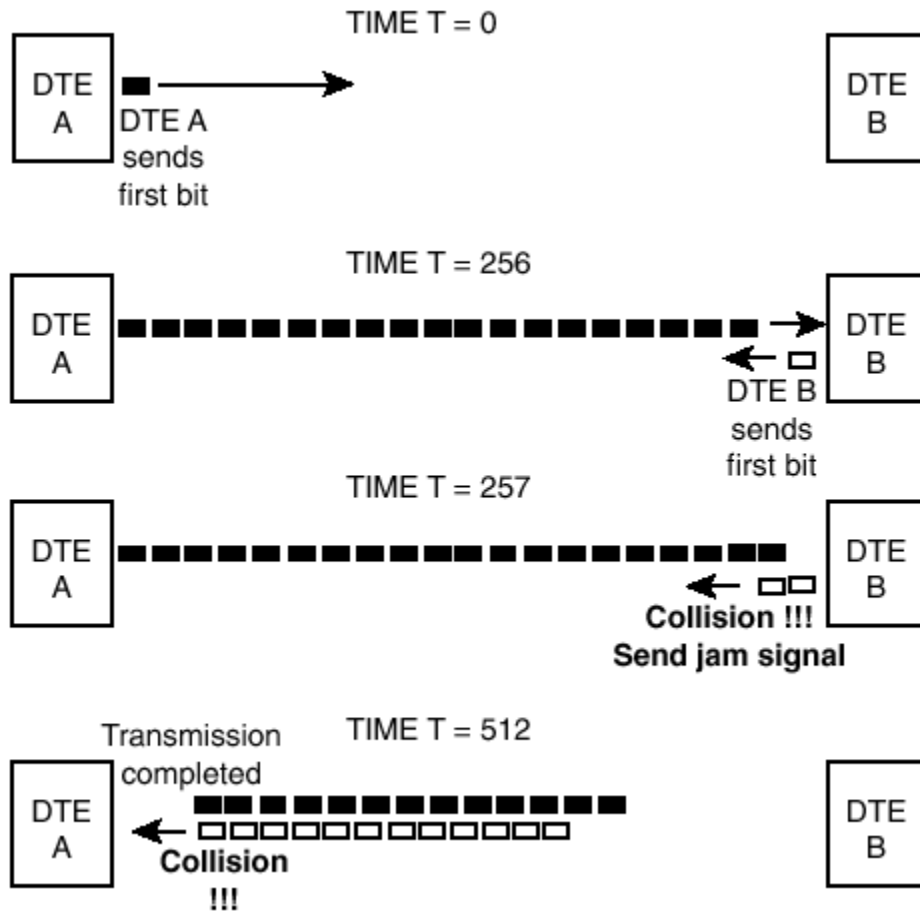 TIME T = 0
DTE
A
DTE A
sends
first bit
DTE
B
TIME T = 256
DTE
A
DTE
B
DTE B
sends
first bit
TIME T = 257
DTE
A
DTE
B
Collision !!!
Send jam signal
TIME T = 512
Transmission
completed
DTE
A
Collision
!!!
DTE
B